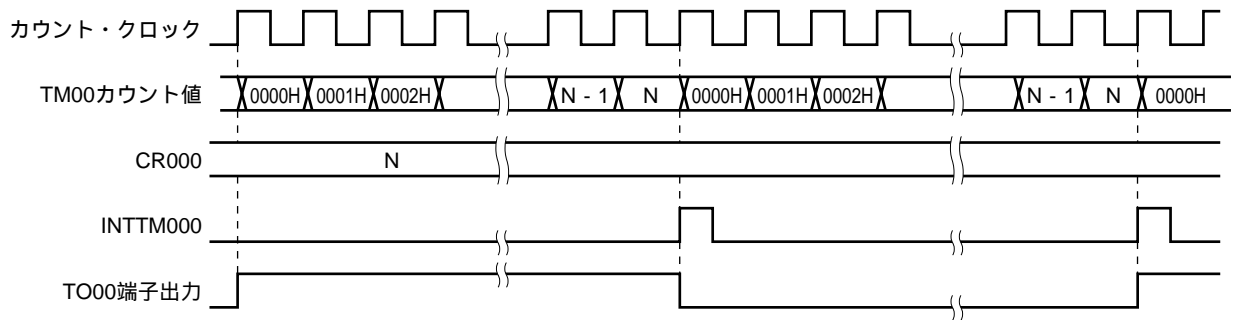 カウント・クロック
TM00カウント値 0000H 0001H 0002H N - 1 N 0000H 0001H 0002H N - 1 N 0000H
CR000 N
INTTM000
TO00端子出力